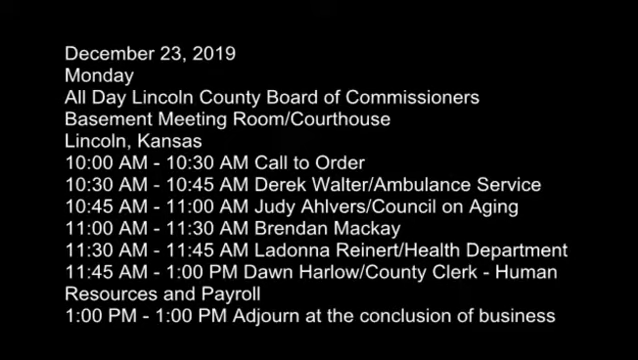 December 23, 2019
Monday
All Day Lincoln County Board of Commissioners
Basement Meeting Room/Courthouse
Lincoln, Kansas
10:00 AM - 10:30 AM Call to Order
10:30 AM - 10:45 AM Derek Walter/Ambulance Service
10:45 AM - 11:00 AM Judy Ahlvers/Council on Aging
11:00 AM - 11:30 AM Brendan Mackay
11:30 AM - 11:45 AM Ladonna Reinert/Health Department
11:45 AM - 1:00 PM Dawn Harlow/County Clerk - Human
Resources and Payroll
1:00 PM - 1:00 PM Adjourn at the conclusion of business